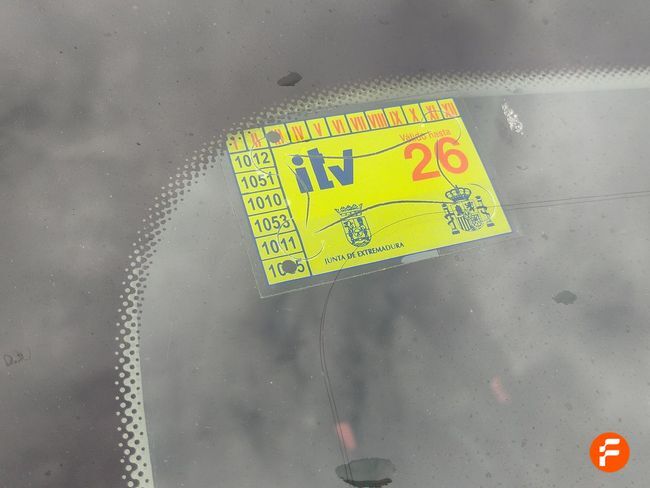 I II III IV V VI VII VIII IX X XI XII
1012
1051
1010
1053
1011
itv
Válido hasta
26
JUNTA DE EXTREMADURA